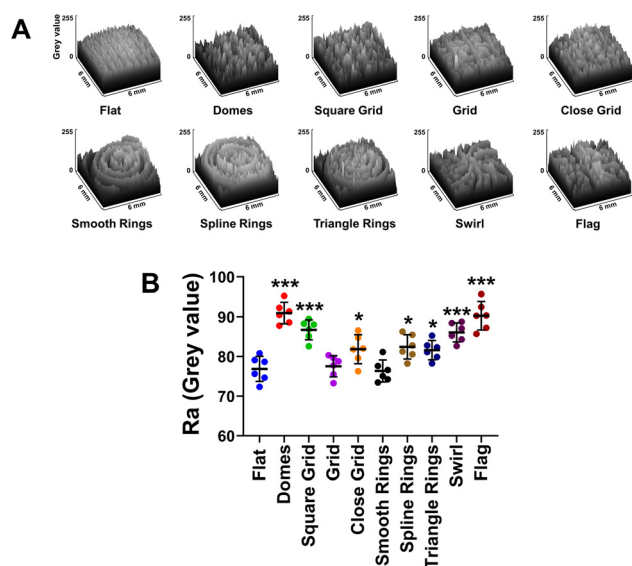 A
Grey value
255
0
6 mm
6 mm
Flat
255
0
6 mm
6 mm
Domes
255
0
6 mm
6 mm
Square Grid
255
0
6 mm
6 mm
Grid
255
0
6 mm
6 mm
Close Grid
255
0
6 mm
6 mm
Smooth Rings
255
0
6 mm
6 mm
Spline Rings
255
0
6 mm
6 mm
Triangle Rings
255
0
6 mm
6 mm
Swirl
255
0
6 mm
6 mm
Flag
B
Ra (Grey value)
100
90
80
70
60
***
***
*
*
*
***
***
Flat
Domes
Square Grid
Grid
Close Grid
Smooth Rings
Spline Rings
Triangle Rings
Swirl
Flag